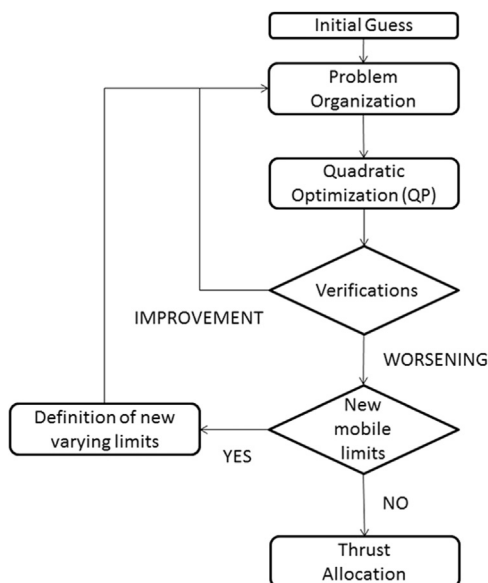 Initial Guess
Problem
Organization
Quadratic
Optimization (QP)
Verifications
IMPROVEMENT
WORSENING
New
mobile
limits
Definition of new
varying limits
YES
NO
Thrust
Allocation